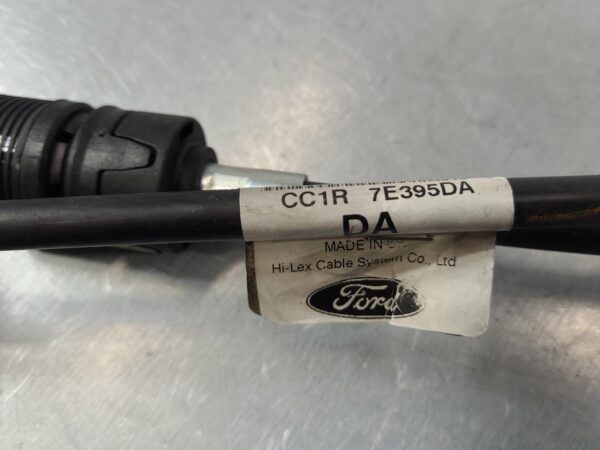 CC1R 7E395DA
DA
MADE IN
Hi-Lex Cable System Co., Ltd
Ford